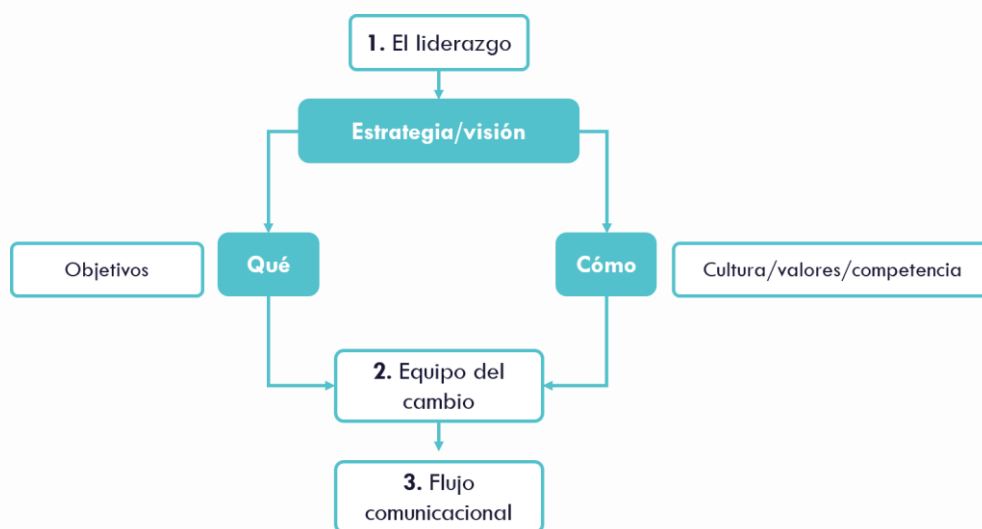 1. El liderazgo
Estrategia/visión
Objetivos
Qué
Cómo
Cultura/valores/competencia
2. Equipo del
cambio
3. Flujo
comunicacional